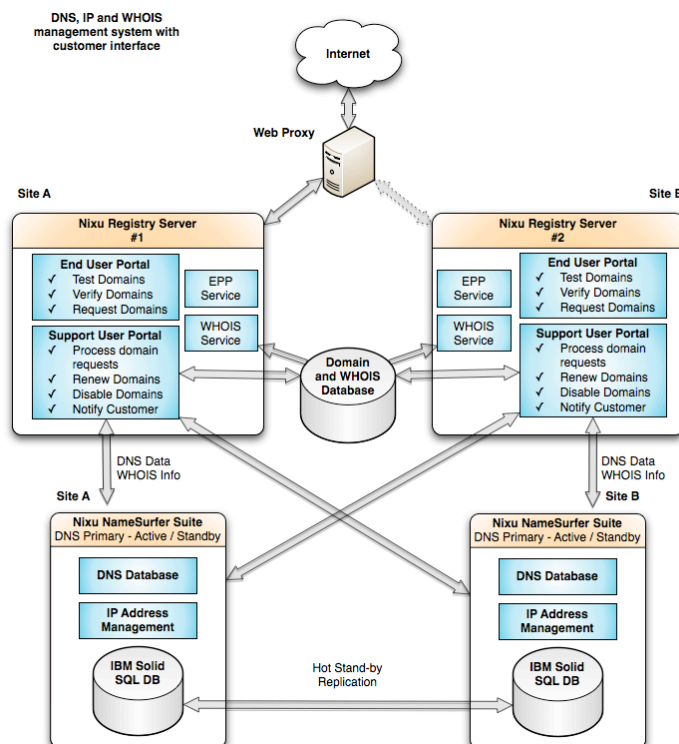 DNS, IP and WHOIS
management system with
customer interface
Internet
Web Proxy
Site A
Nixu Registry Server
#1
End User Portal
✓ Test Domains
✓ Verify Domains
✓ Request Domains
EPP
Service
WHOIS
Service
Support User Portal
✓ Process domain
requests
✓ Renew Domains
✓ Disable Domains
✓ Notify Customer
Domain
and WHOIS
Database
Site B
Nixu Registry Server
#2
EPP
Service
WHOIS
Service
End User Portal
✓ Test Domains
✓ Verify Domains
✓ Request Domains
Support User Portal
✓ Process domain
requests
✓ Renew Domains
✓ Disable Domains
✓ Notify Customer
DNS Data
WHOIS Info
DNS Data
WHOIS Info
Site A
Nixu NameSurfer Suite
DNS Primary - Active / Standby
DNS Database
IP Address
Management
IBM Solid
SQL DB
Hot Stand-by
Replication
Site B
Nixu NameSurfer Suite
DNS Primary - Active / Standby
DNS Database
IP Address
Management
IBM Solid
SQL DB